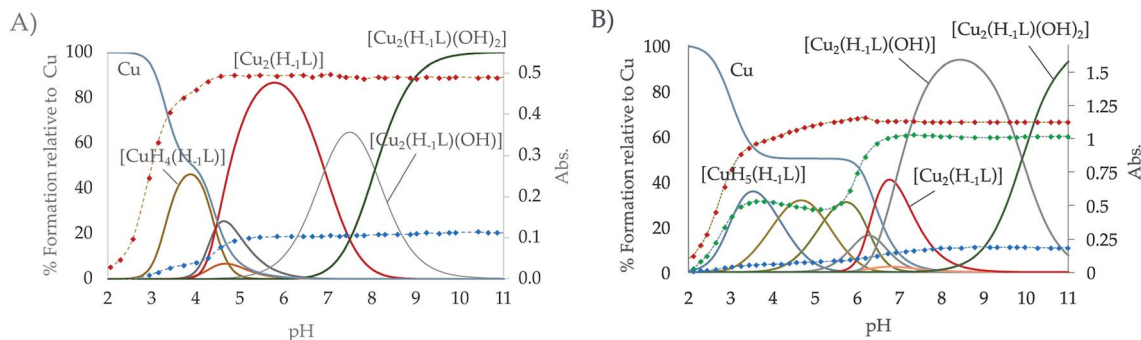 A)
% Formation relative to Cu
100
80
60
40
20
0
Cu
[CuH₄(H₋₁L)]
[Cu₂(H₋₁L)]
[Cu₂(H₋₁L)(OH)₂]
[Cu₂(H₋₁L)(OH)]
0.5
0.4
0.3
0.2
0.1
0.0
Abs.
2 3 4 5 6 7 8 9 10 11
pH
B)
% Formation relative to Cu
100
80
60
40
20
0
Cu
[CuH₅(H₋₁L)]
[Cu₂(H₋₁L)(OH)]
[Cu₂(H₋₁L)(OH)₂]
[Cu₂(H₋₁L)]
1.5
1.25
1
0.75
0.5
0.25
0
Abs.
2 3 4 5 6 7 8 9 10 11
pH